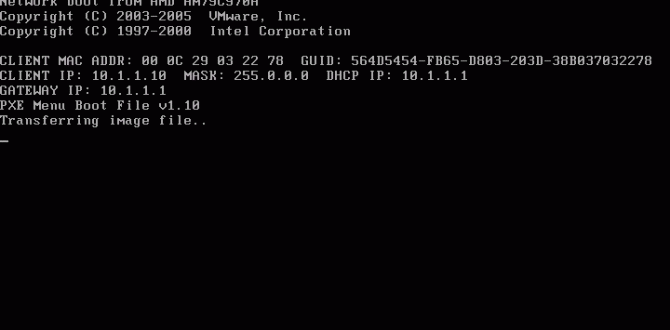 Network boot from AMD AM79C970A
Copyright (C) 2003-2005  VMware, Inc.
Copyright (C) 1997-2000  Intel Corporation
CLIENT MAC ADDR: 00 0C 29 03 22 78  GUID: 564D5454-FB65-D803-203D-38B037032278
CLIENT IP: 10.1.1.10  MASK: 255.0.0.0  DHCP IP: 10.1.1.1
GATEWAY IP: 10.1.1.1
PXE Menu Boot File v1.10
Transferring image file..